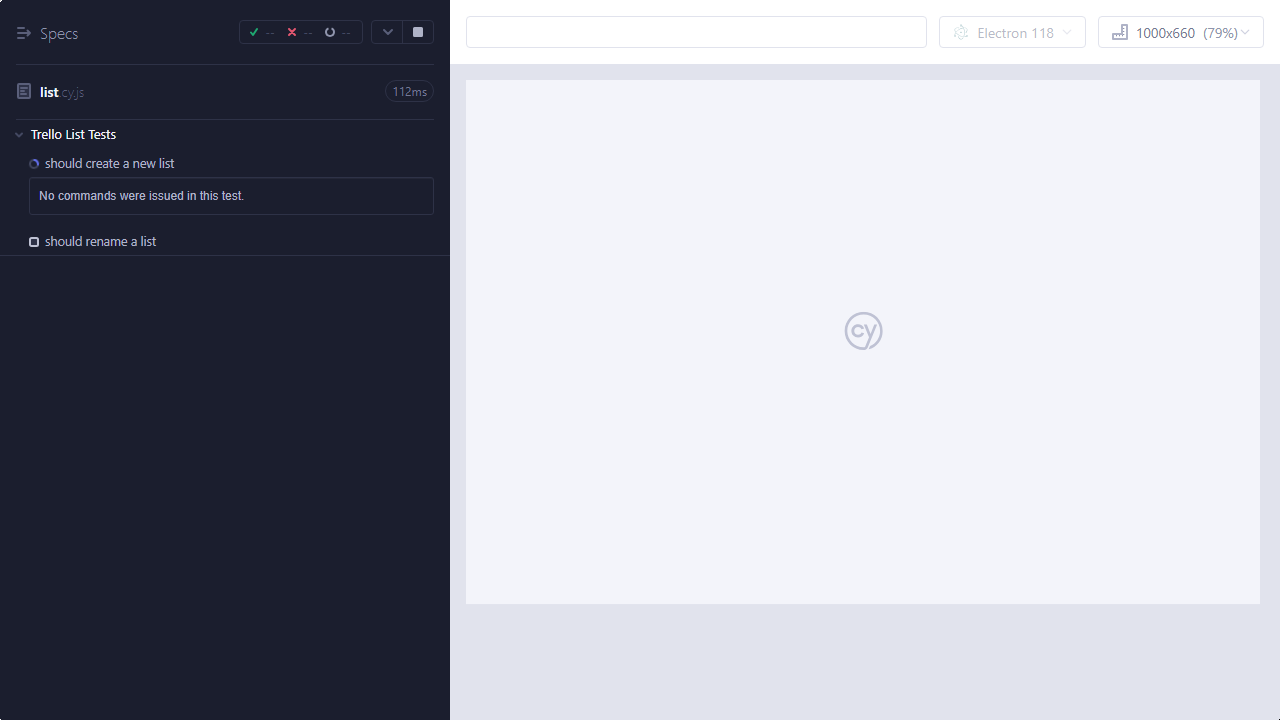 Specs
-- -- --
Electron 118
1000x660 (79%)
list.cy.js
112ms
Trello List Tests
should create a new list
No commands were issued in this test.
should rename a list
cy